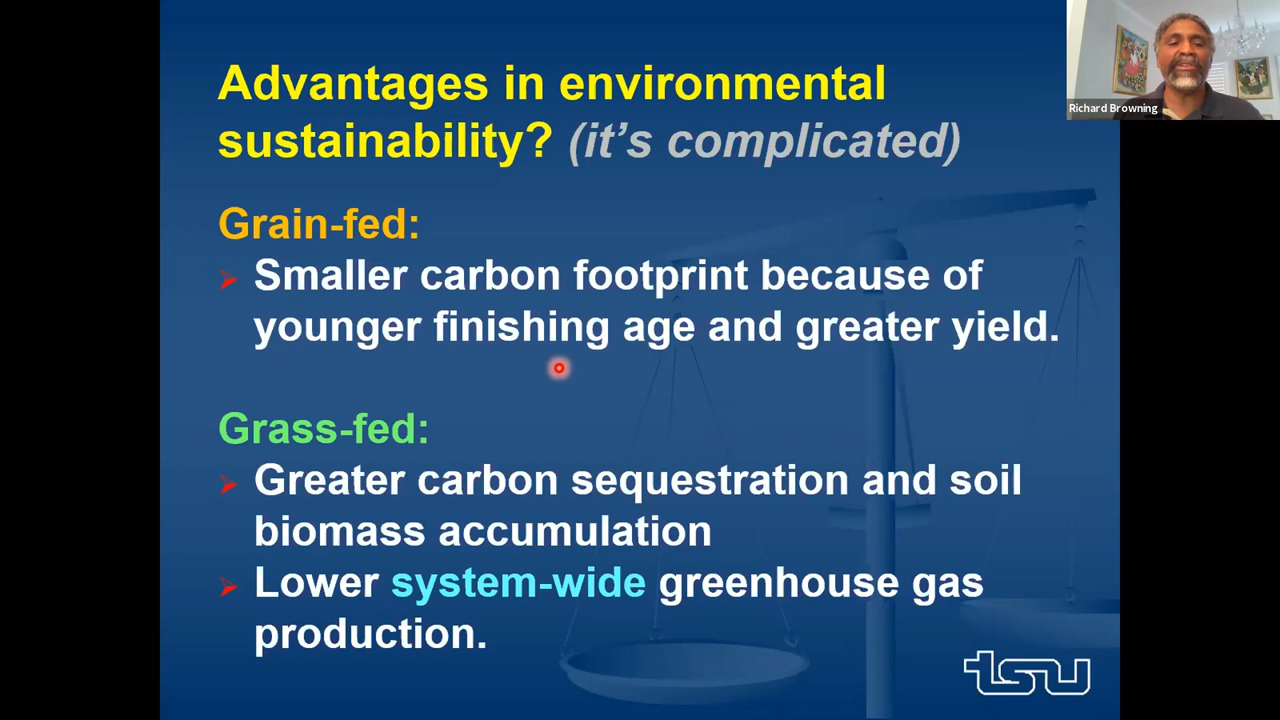 Advantages in environmental
sustainability? (it's complicated)
Grain-fed:
Smaller carbon footprint because of
younger finishing age and greater yield.
Grass-fed:
Greater carbon sequestration and soil
biomass accumulation
Lower system-wide greenhouse gas
production.
tsu
Richard Browning